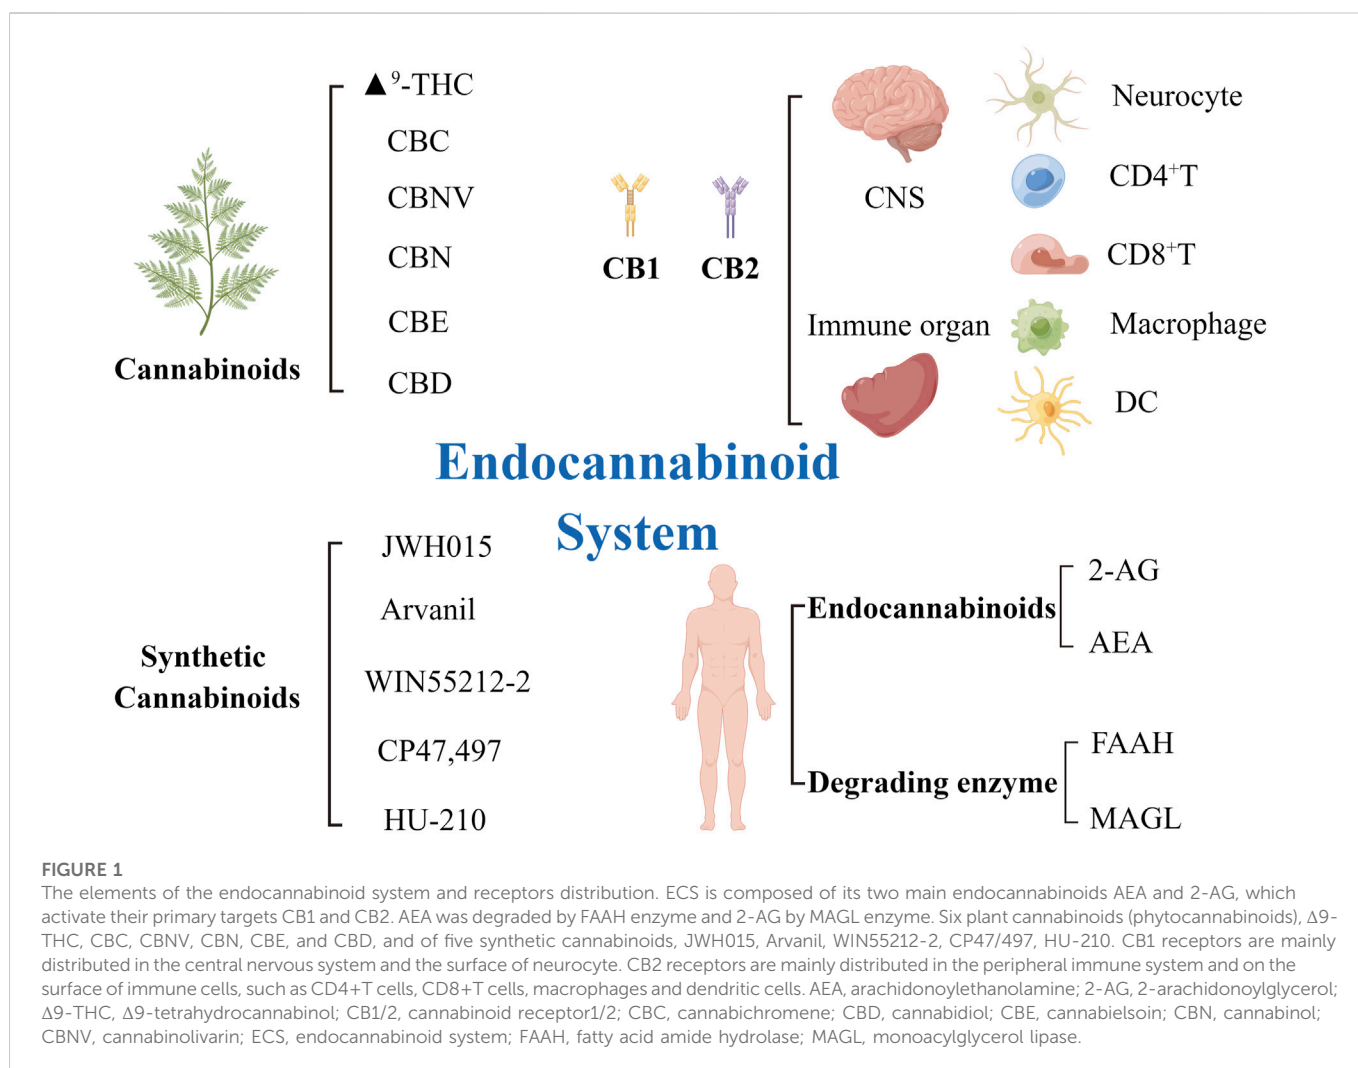 ▲⁹-THC
CBC
CBNV
CBN
CBE
CBD
Cannabinoids
CB1
CB2
CNS
Immune organ
Neurocyte
CD4⁺T
CD8⁺T
Macrophage
DC
Endocannabinoid
System
Synthetic
Cannabinoids
JWH015
Arvanil
WIN55212-2
CP47,497
HU-210
Endocannabinoids
2-AG
AEA
Degrading enzyme
FAAH
MAGL
FIGURE 1
The elements of the endocannabinoid system and receptors distribution. ECS is composed of its two main endocannabinoids AEA and 2-AG, which
activate their primary targets CB1 and CB2. AEA was degraded by FAAH enzyme and 2-AG by MAGL enzyme. Six plant cannabinoids (phytocannabinoids), Δ9-
THC, CBC, CBNV, CBN, CBE, and CBD, and of five synthetic cannabinoids, JWH015, Arvanil, WIN55212-2, CP47/497, HU-210. CB1 receptors are mainly
distributed in the central nervous system and the surface of neurocyte. CB2 receptors are mainly distributed in the peripheral immune system and on the
surface of immune cells, such as CD4+T cells, CD8+T cells, macrophages and dendritic cells. AEA, arachidonoylethanolamine; 2-AG, 2-arachidonoylglycerol;
Δ9-THC, Δ9-tetrahydrocannabinol; CB1/2, cannabinoid receptor1/2; CBC, cannabichromene; CBD, cannabidiol; CBE, cannabielsoin; CBN, cannabinol;
CBNV, cannabinolivarin; ECS, endocannabinoid system; FAAH, fatty acid amide hydrolase; MAGL, monoacylglycerol lipase.